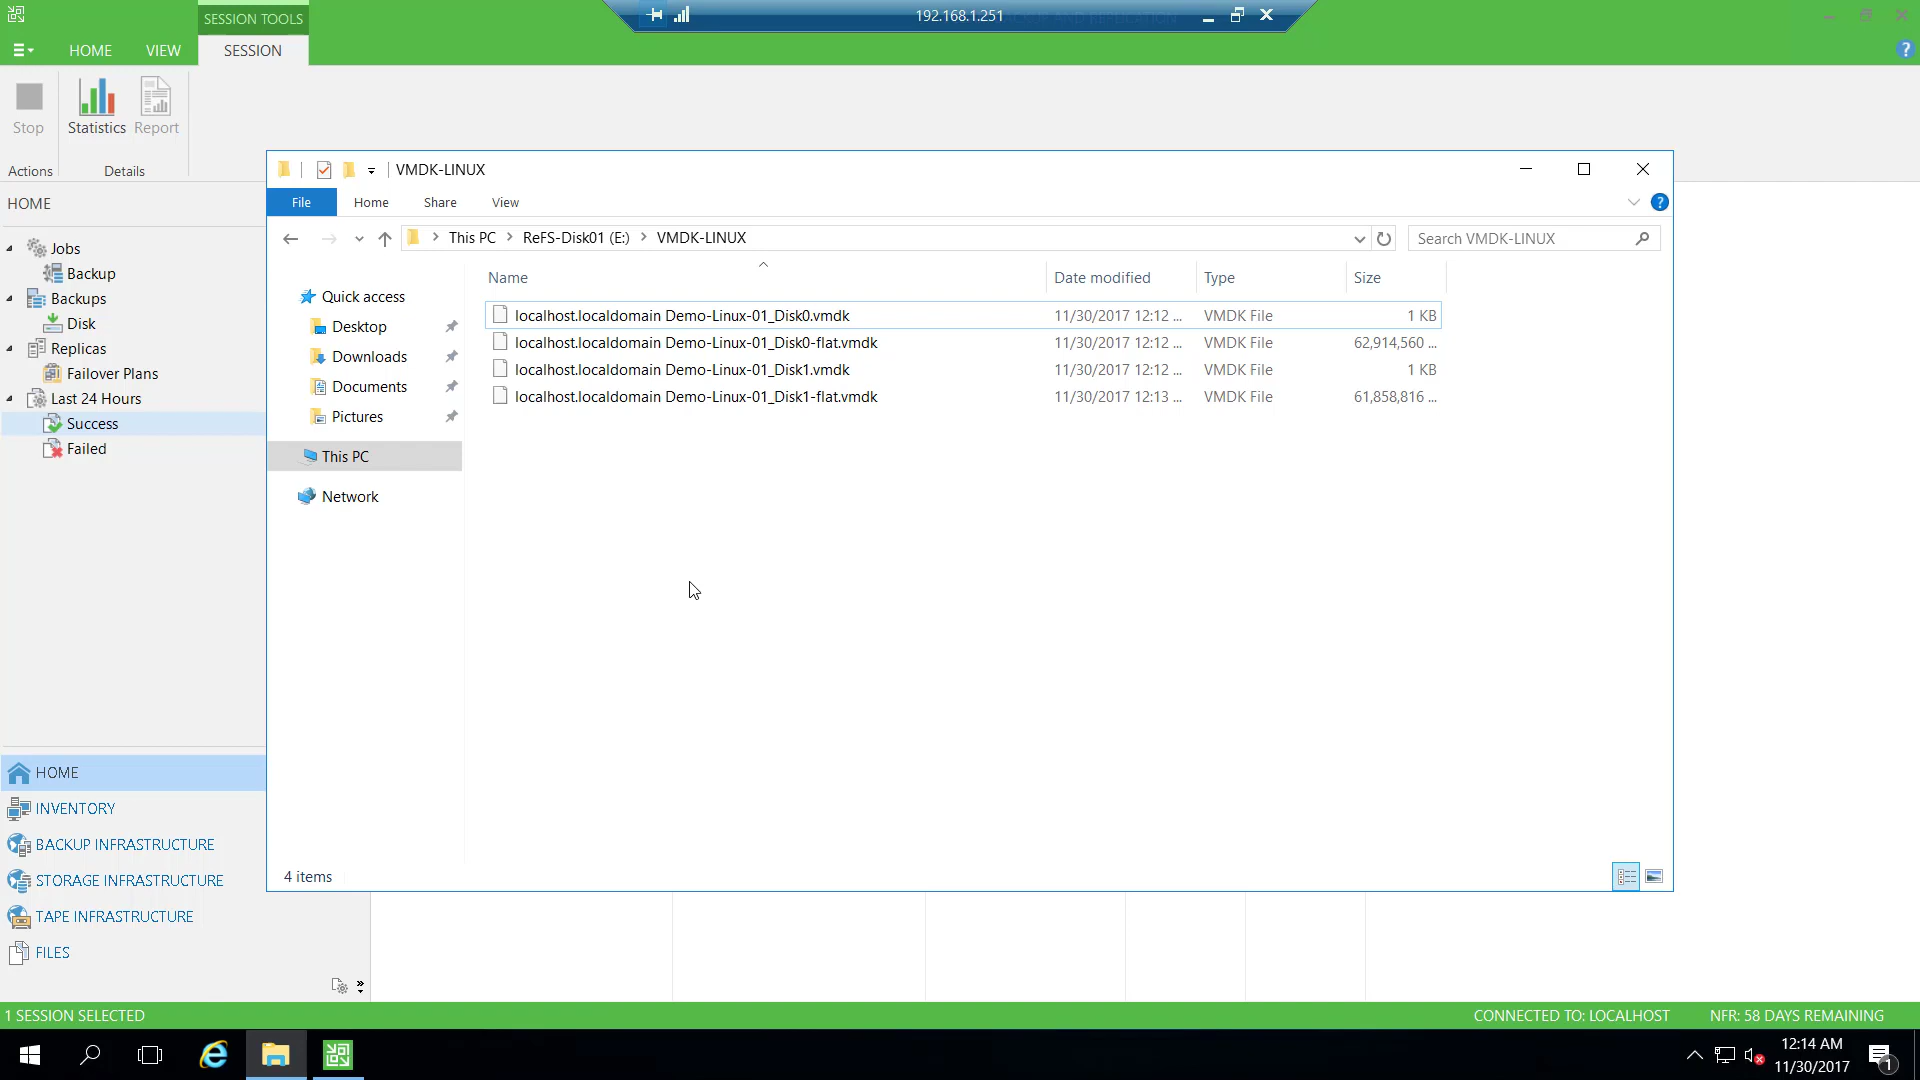 SESSION TOOLS
192.168.1.251
HOME
VIEW
SESSION
Stop
Statistics
Report
Actions
Details
HOME
Jobs
Backup
Backups
Disk
Replicas
Failover Plans
Last 24 Hours
Success
Failed
HOME
INVENTORY
BACKUP INFRASTRUCTURE
STORAGE INFRASTRUCTURE
TAPE INFRASTRUCTURE
FILES
VMDK-LINUX
File Home Share View
This PC ReFS-Disk01 (E:) VMDK-LINUX
Search VMDK-LINUX
Quick access
Desktop
Downloads
Documents
Pictures
This PC
Network
Name Date modified Type Size
localhost.localdomain Demo-Linux-01_Disk0.vmdk 11/30/2017 12:12 ... VMDK File 1 KB
localhost.localdomain Demo-Linux-01_Disk0-flat.vmdk 11/30/2017 12:12 ... VMDK File 62,914,560 ...
localhost.localdomain Demo-Linux-01_Disk1.vmdk 11/30/2017 12:12 ... VMDK File 1 KB
localhost.localdomain Demo-Linux-01_Disk1-flat.vmdk 11/30/2017 12:13 ... VMDK File 61,858,816 ...
4 items
1 SESSION SELECTED
CONNECTED TO: LOCALHOST
NFR: 58 DAYS REMAINING
12:14 AM
11/30/2017
1